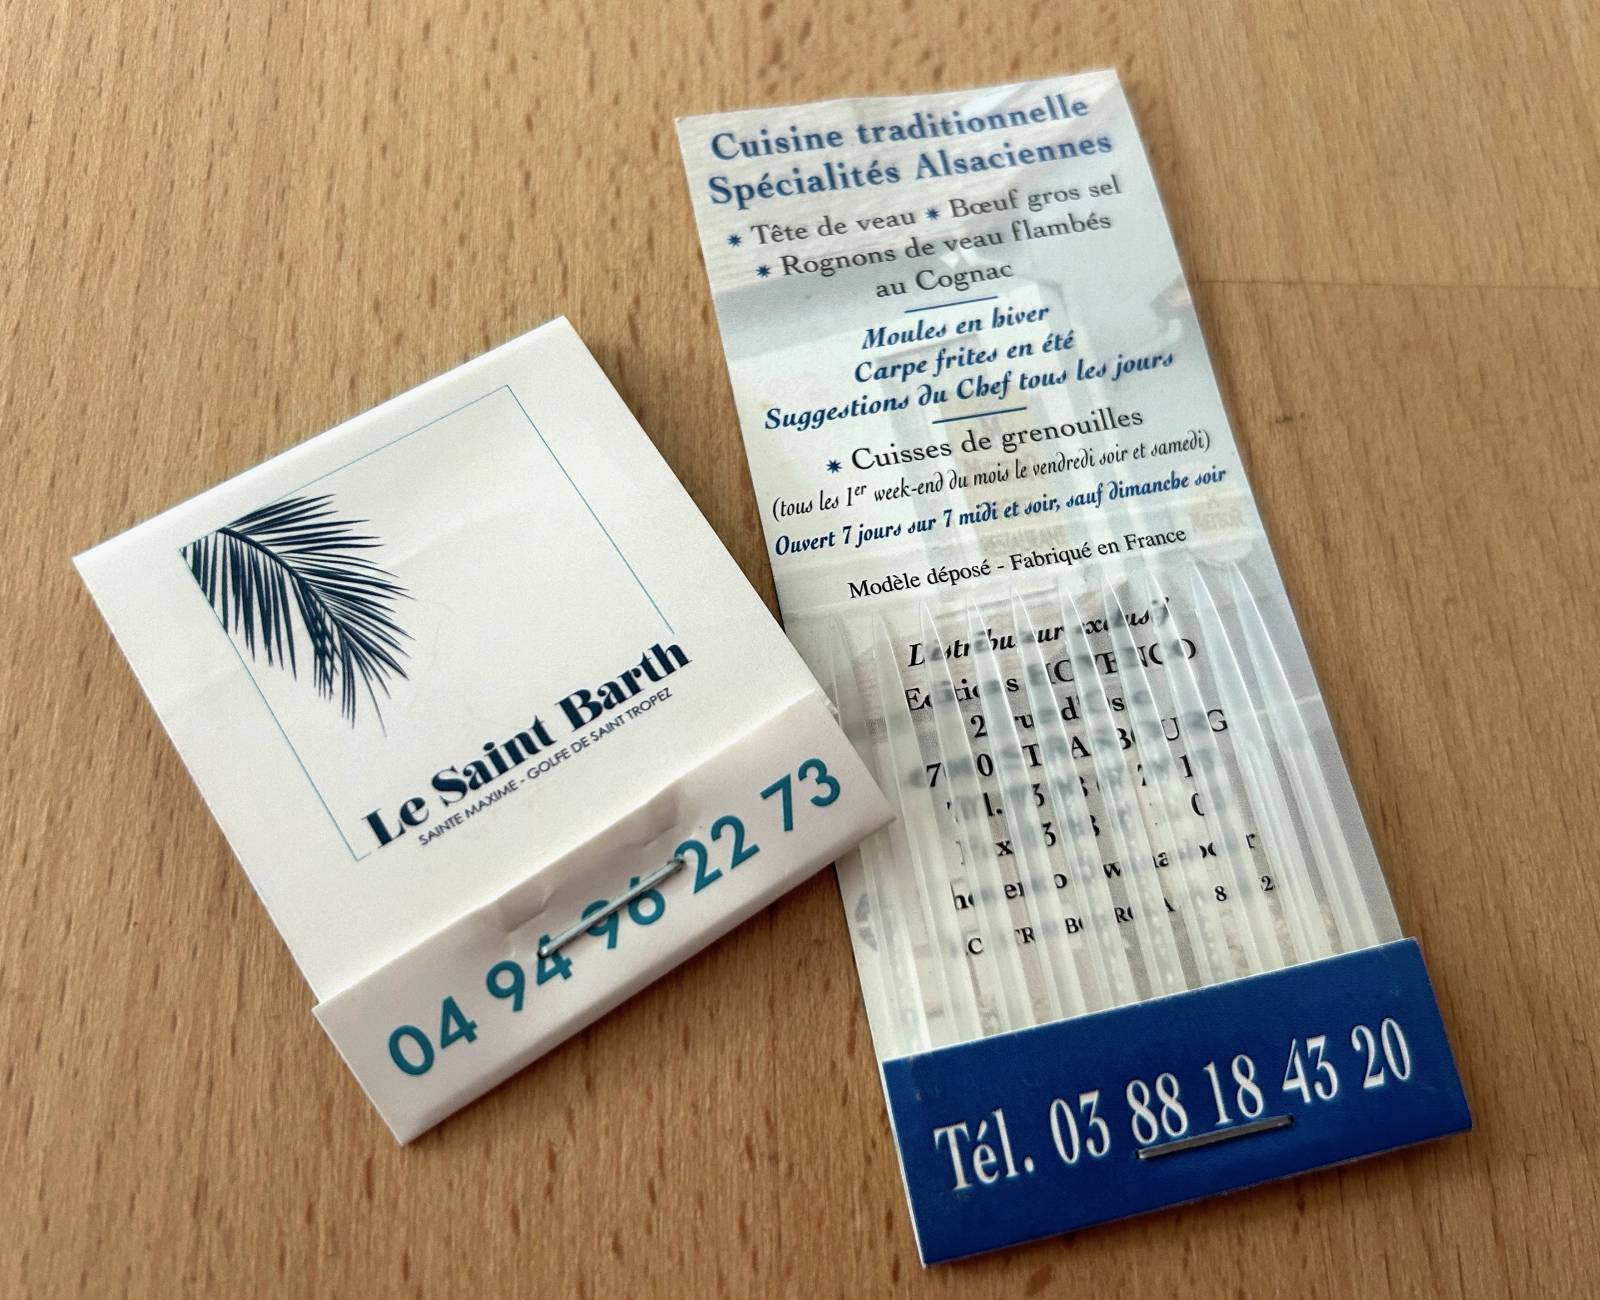 Le Saint Barth
SAINTE MAXIME - GOLFE DE SAINT TROPEZ
04 94 96 22 73
Cuisine traditionnelle
Spécialités Alsaciennes
* Tête de veau * Bœuf gros sel
* Rognons de veau flambés
au Cognac
Moules en hiver
Carpe frites en été
Suggestions du Chef tous les jours
* Cuisses de grenouilles
(tous les 1er week-end du mois le vendredi soir et samedi)
Ouvert 7 jours sur 7 midi et soir, sauf dimanche soir
Modèle déposé - Fabriqué en France
Tél. 03 88 18 43 20